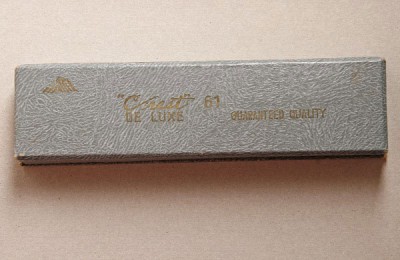 "Crest" 61
DE LUXE GUARANTEED QUALITY